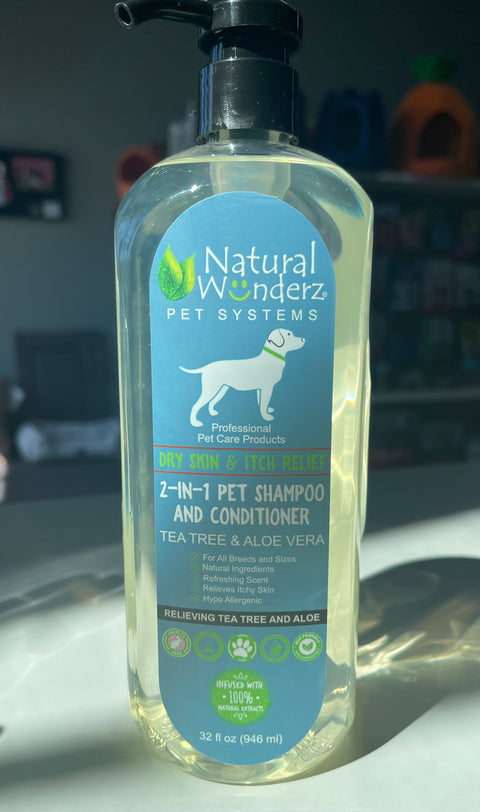 Natural
Wonderz®
PET SYSTEMS
Professional
Pet Care Products
DRY SKIN & ITCH RELIEF
2-IN-1 PET SHAMPOO
AND CONDITIONER
TEA TREE & ALOE VERA
For All Breeds and Sizes
Natural Ingredients
Refreshing Scent
Relieves Itchy Skin
Hypo Allergenic
RELIEVING TEA TREE AND ALOE
INFUSED WITH
100%
NATURAL EXTRACTS
32 fl oz (946 ml)